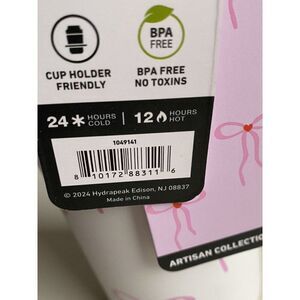 BPA
FREE
CUP HOLDER
FRIENDLY
BPA FREE
NO TOXINS
24 HOURS COLD | 12 HOURS HOT
1049141
8 10172 88311 6
© 2024 Hydrapeak Edison, NJ 08837
Made in China
ARTISAN COLLECTIO